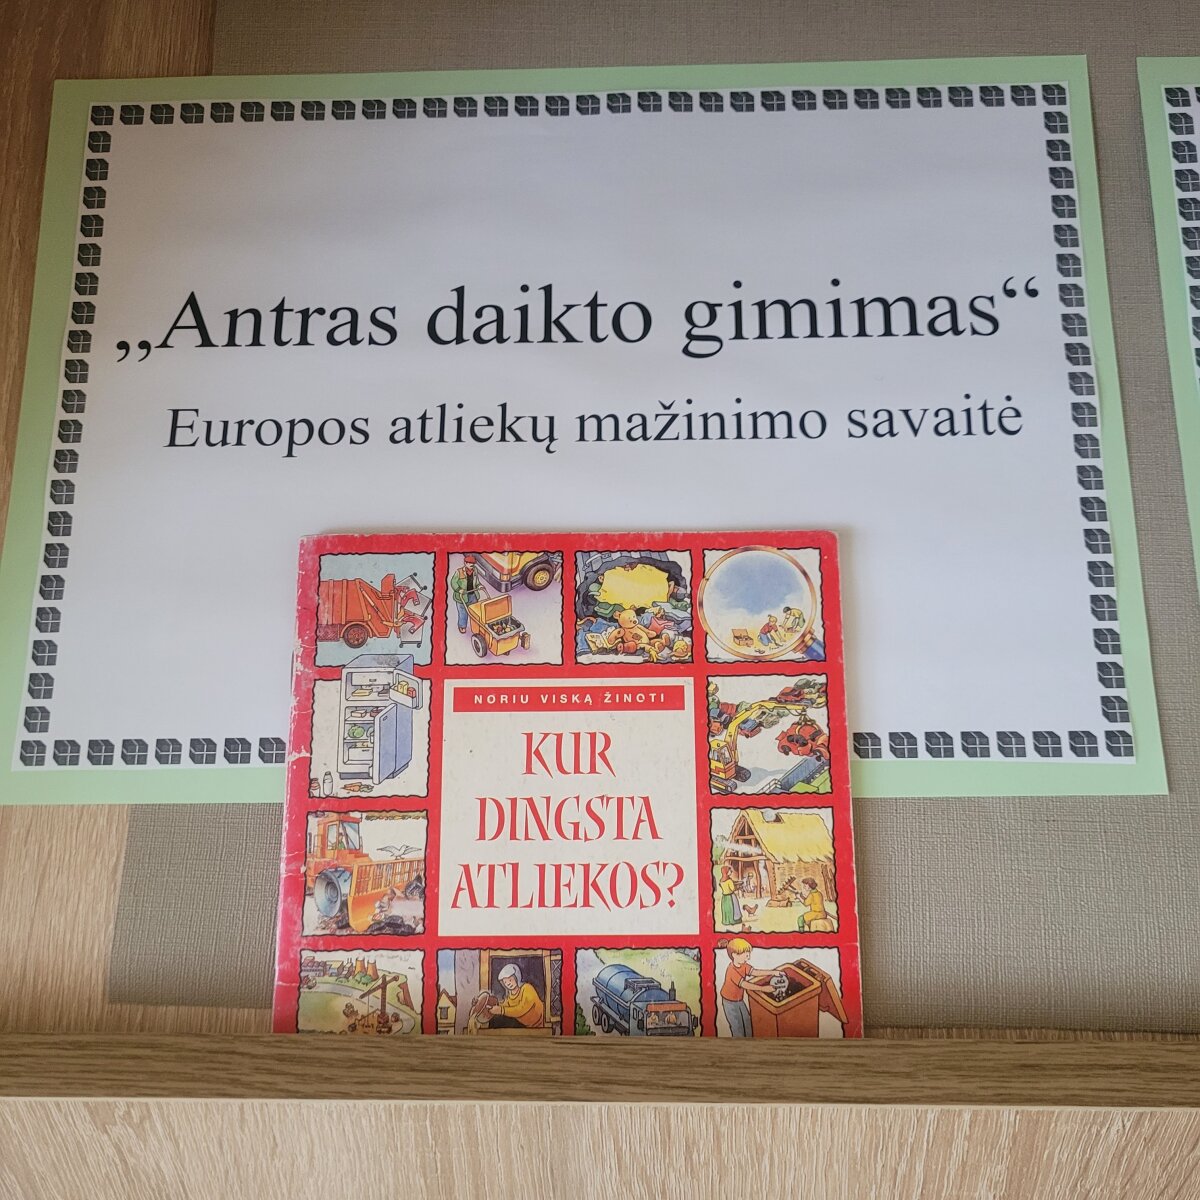 „Antras daikto gimimas“
Europos atliekų mažinimo savaitė
NORIU VISKĄ ŽINOTI
KUR
DINGSTA
ATLIEKOS?